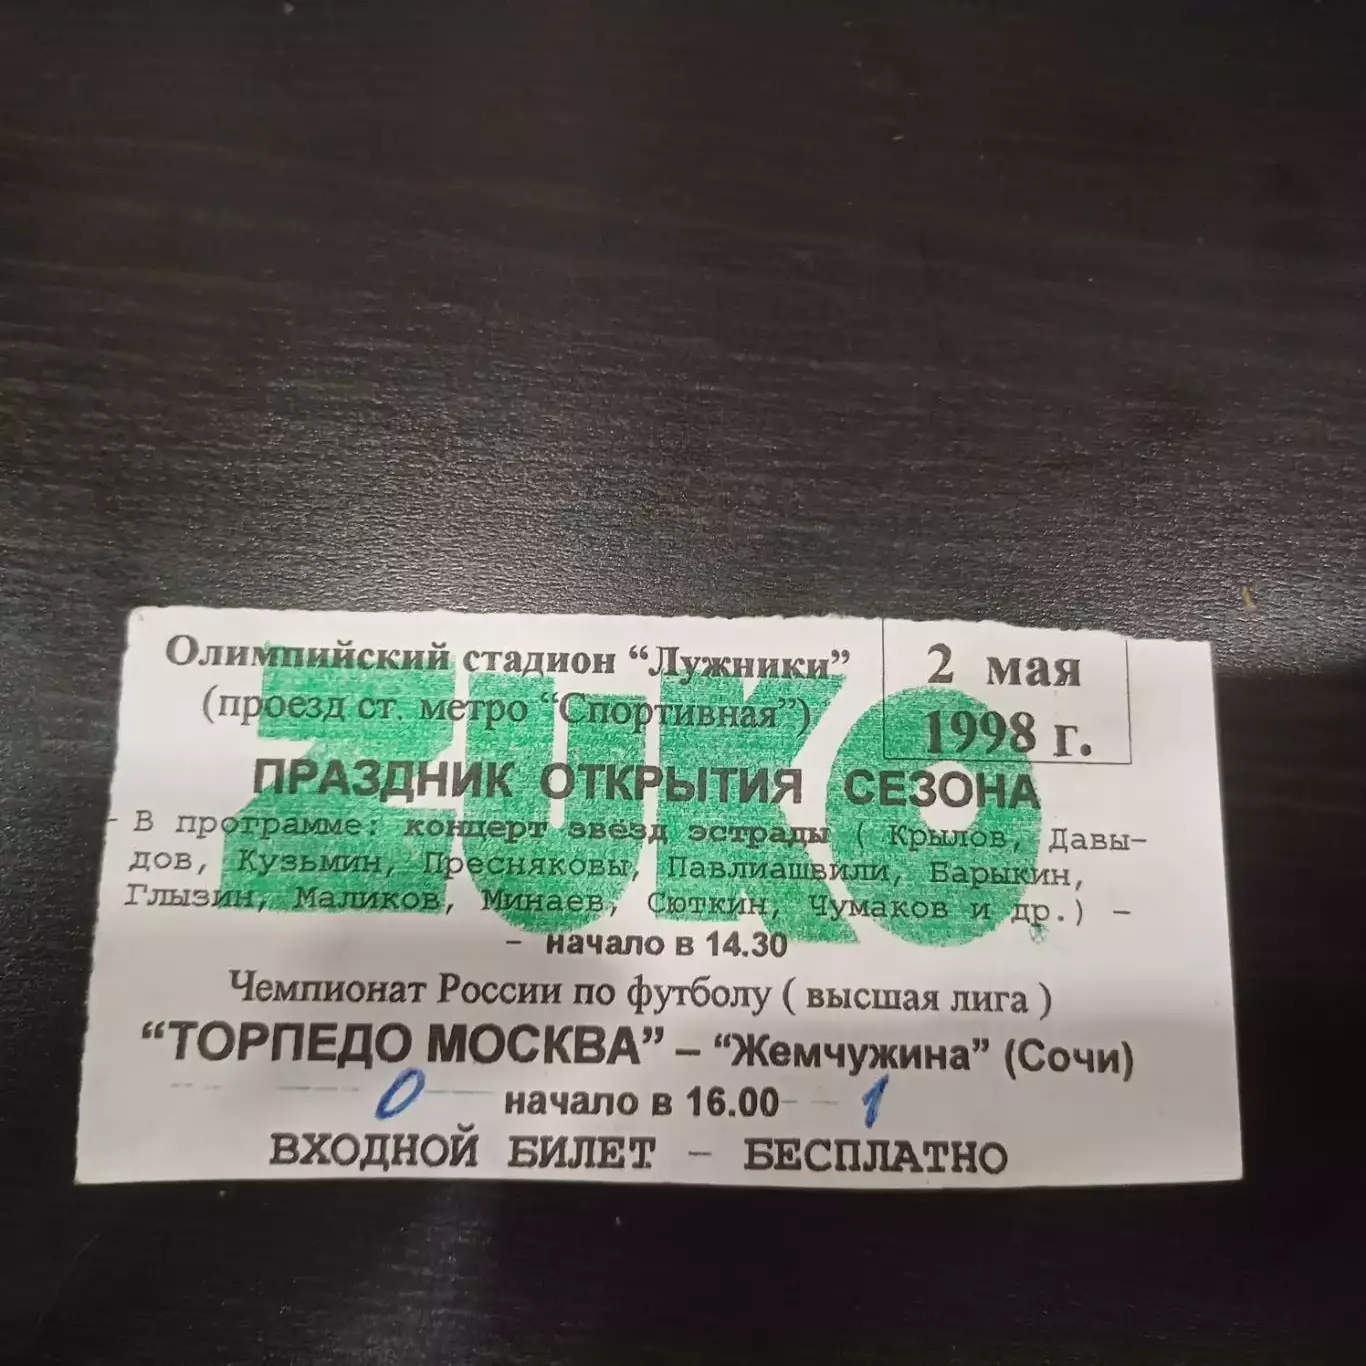 Олимпийский стадион “Лужники”
(проезд ст. метро “Спортивная”)
2 мая
1998 г.
ZUKO
ПРАЗДНИК ОТКРЫТИЯ СЕЗОНА
- В программе: концерт звёзд эстрады ( Крылов, Давы-
дов, Кузьмин, Пресняковы, Павлиашвили, Барыкин,
Глызин, Маликов, Минаев, Сюткин, Чумаков и др.) –
– начало в 14.30
Чемпионат России по футболу ( высшая лига )
“ТОРПЕДО МОСКВА” – “Жемчужина” (Сочи)
0 начало в 16.00 1
ВХОДНОЙ БИЛЕТ – БЕСПЛАТНО